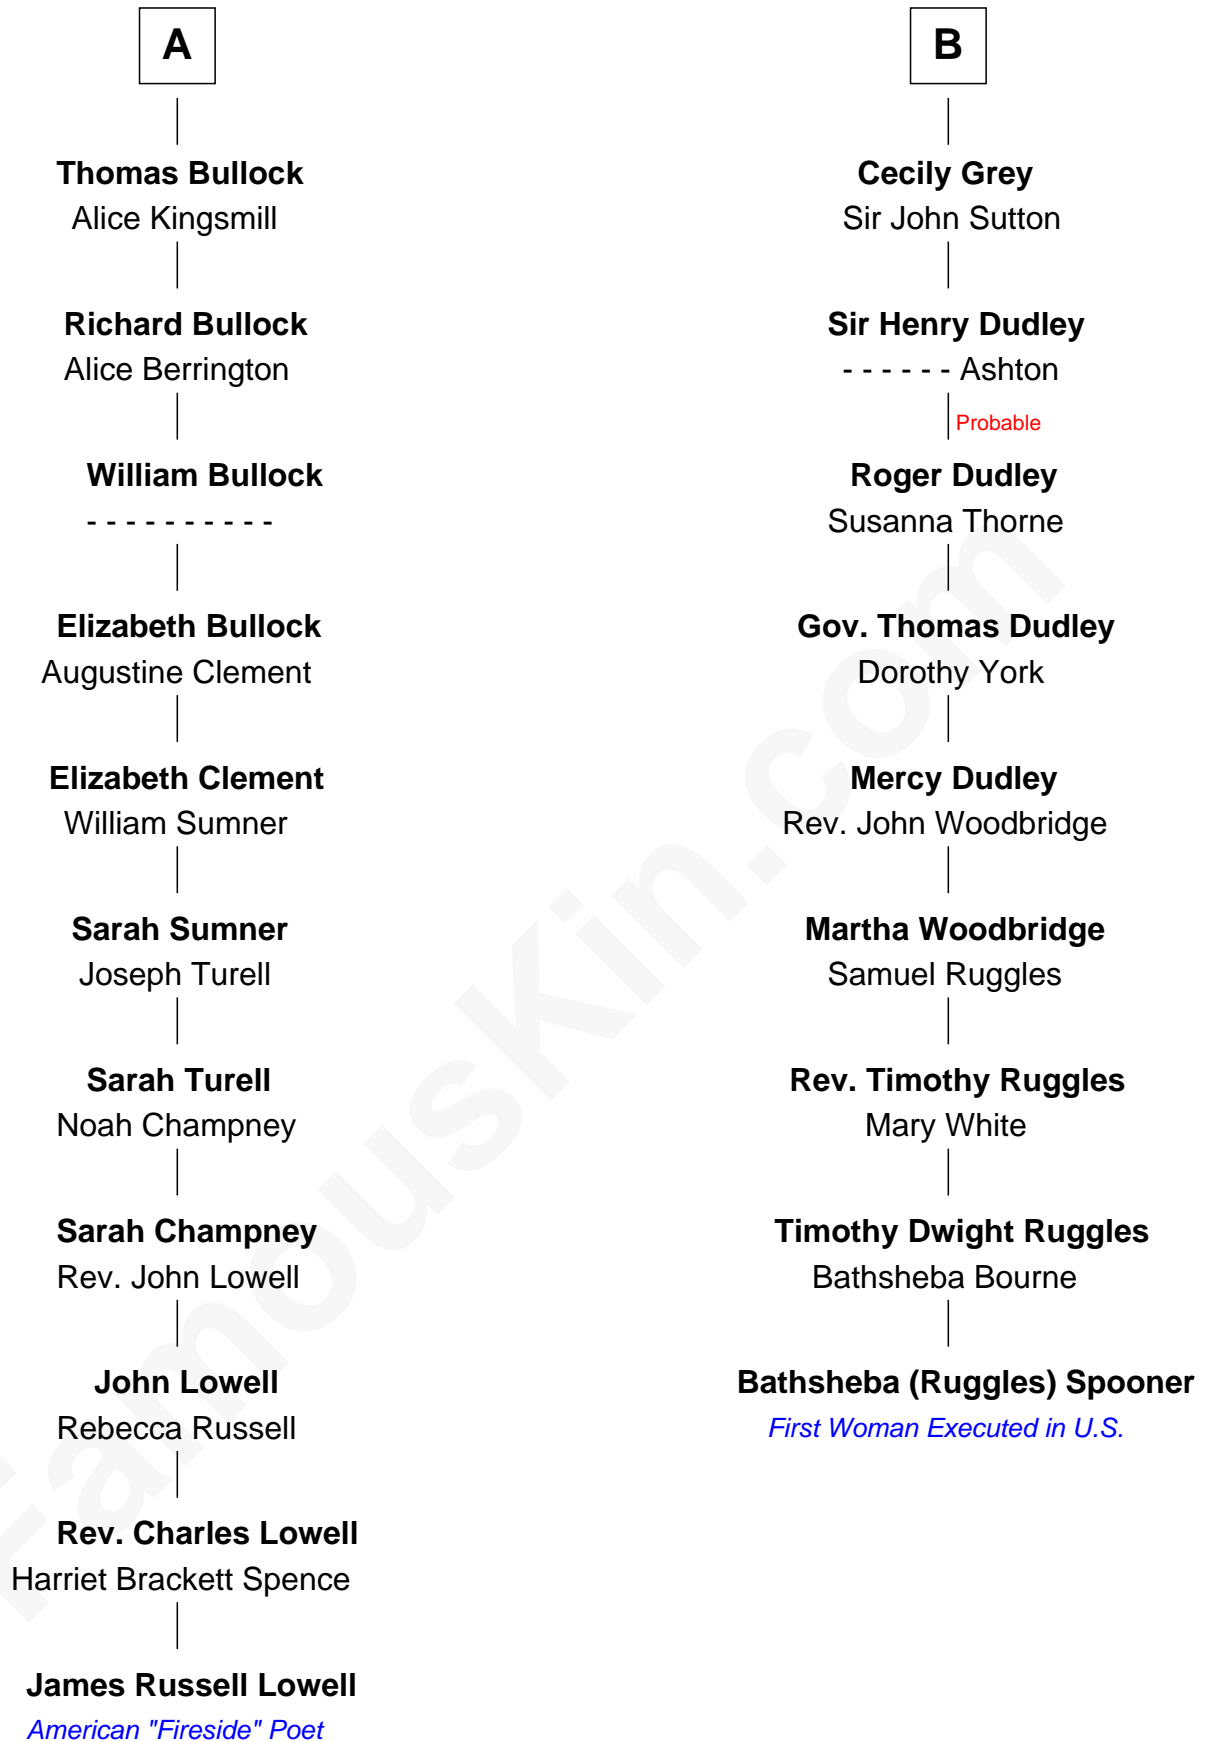 A
Thomas Bullock
Alice Kingsmill
Richard Bullock
Alice Berrington
William Bullock
- - - - - - - - - -
Elizabeth Bullock
Augustine Clement
Elizabeth Clement
William Sumner
Sarah Sumner
Joseph Turell
Sarah Turell
Noah Champney
Sarah Champney
Rev. John Lowell
John Lowell
Rebecca Russell
Rev. Charles Lowell
Harriet Brackett Spence
James Russell Lowell
American "Fireside" Poet
B
Cecily Grey
Sir John Sutton
Sir Henry Dudley
- - - - - - Ashton
Probable
Roger Dudley
Susanna Thorne
Gov. Thomas Dudley
Dorothy York
Mercy Dudley
Rev. John Woodbridge
Martha Woodbridge
Samuel Ruggles
Rev. Timothy Ruggles
Mary White
Timothy Dwight Ruggles
Bathsheba Bourne
Bathsheba (Ruggles) Spooner
First Woman Executed in U.S.
FamousKin.com